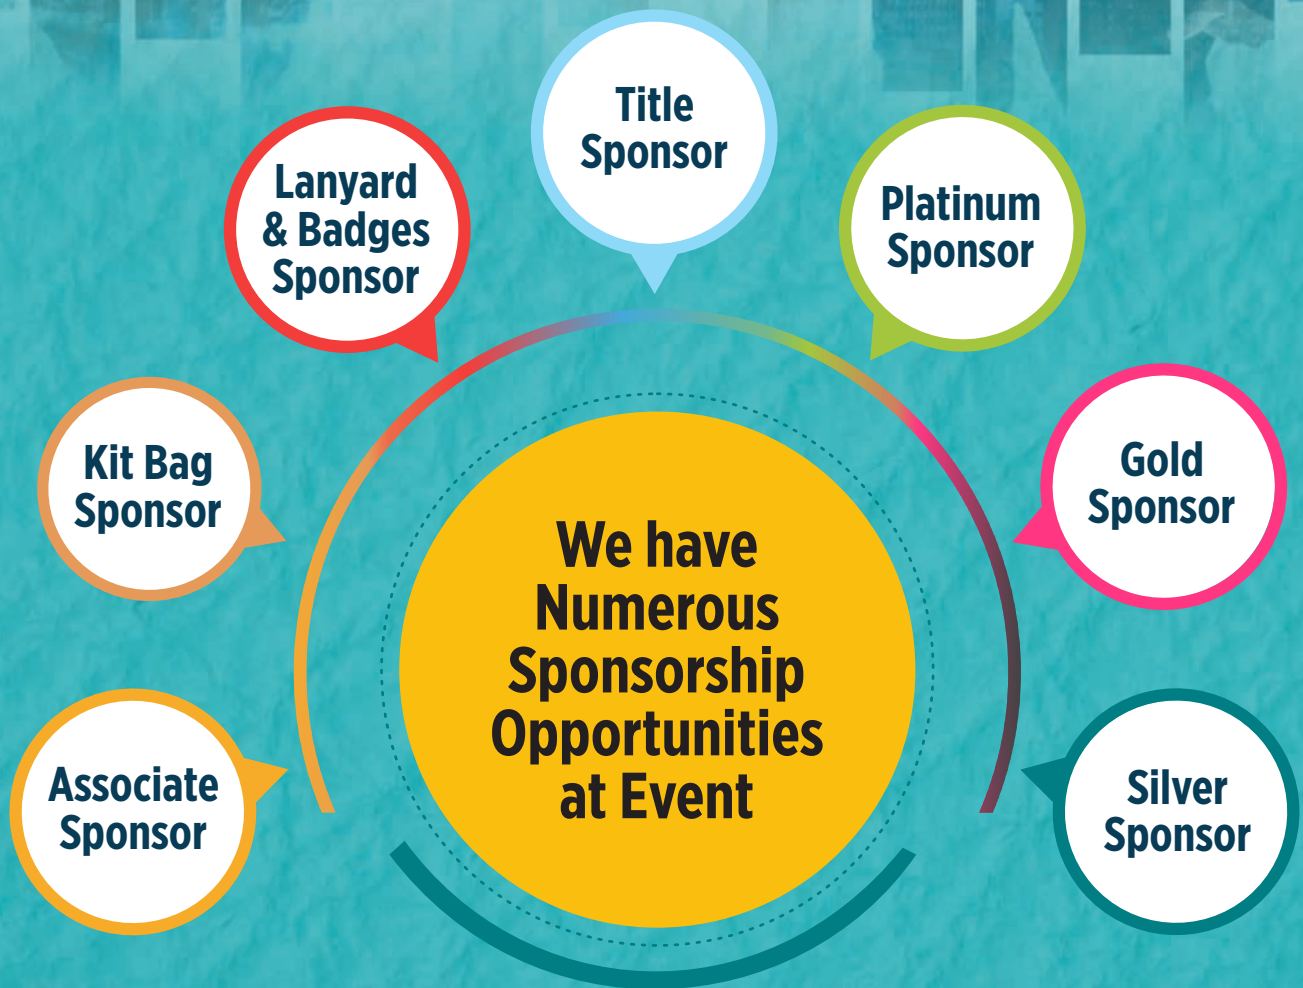 Title
Sponsor
Lanyard
& Badges
Sponsor
Platinum
Sponsor
Kit Bag
Sponsor
Gold
Sponsor
We have
Numerous
Sponsorship
Opportunities
at Event
Associate
Sponsor
Silver
Sponsor